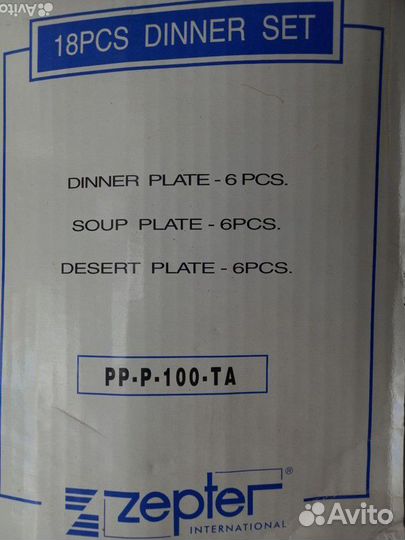 Avito
18PCS DINNER SET
DINNER PLATE - 6 PCS.
SOUP PLATE - 6PCS.
DESERT PLATE - 6PCS.
PP-P-100-TA
zepter®
INTERNATIONAL
Avito